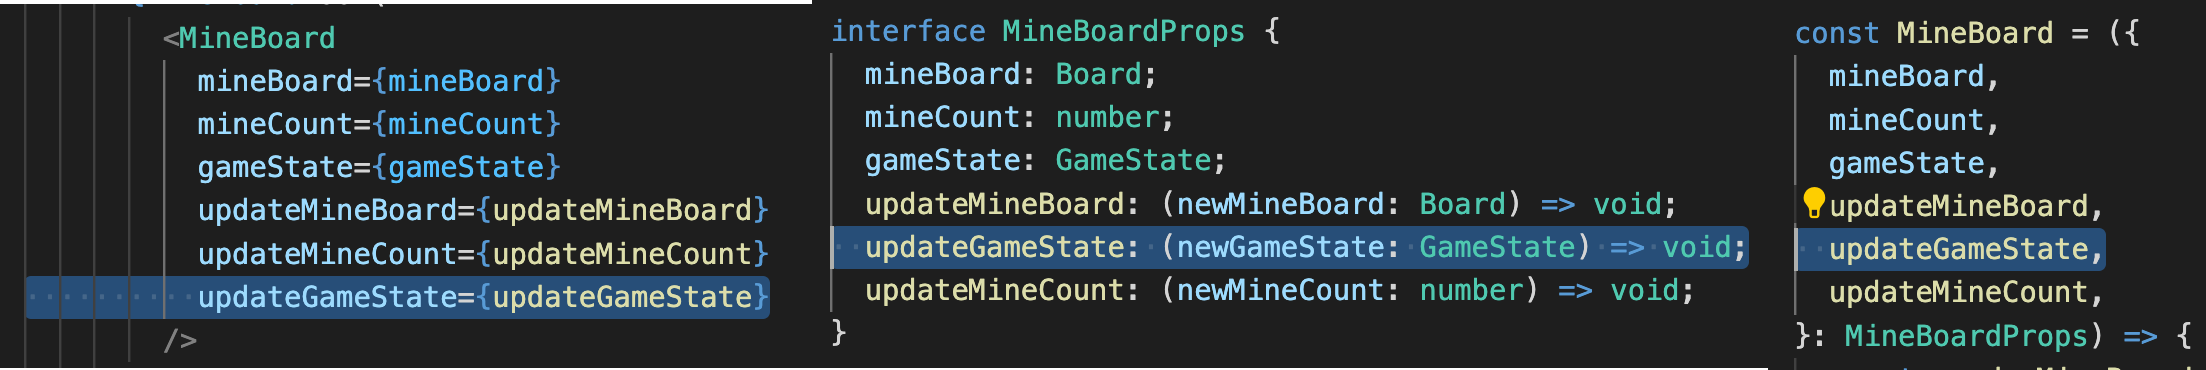 <MineBoard
mineBoard={mineBoard}
mineCount={mineCount}
gameState={gameState}
updateMineBoard={updateMineBoard}
updateMineCount={updateMineCount}
updateGameState={updateGameState}
/>
interface MineBoardProps {
mineBoard: Board;
mineCount: number;
gameState: GameState;
updateMineBoard: (newMineBoard: Board) => void;
updateGameState: (newGameState: GameState) => void;
updateMineCount: (newMineCount: number) => void;
}
const MineBoard = ({
mineBoard,
mineCount,
gameState,
updateMineBoard,
updateGameState,
updateMineCount,
}: MineBoardProps) => {